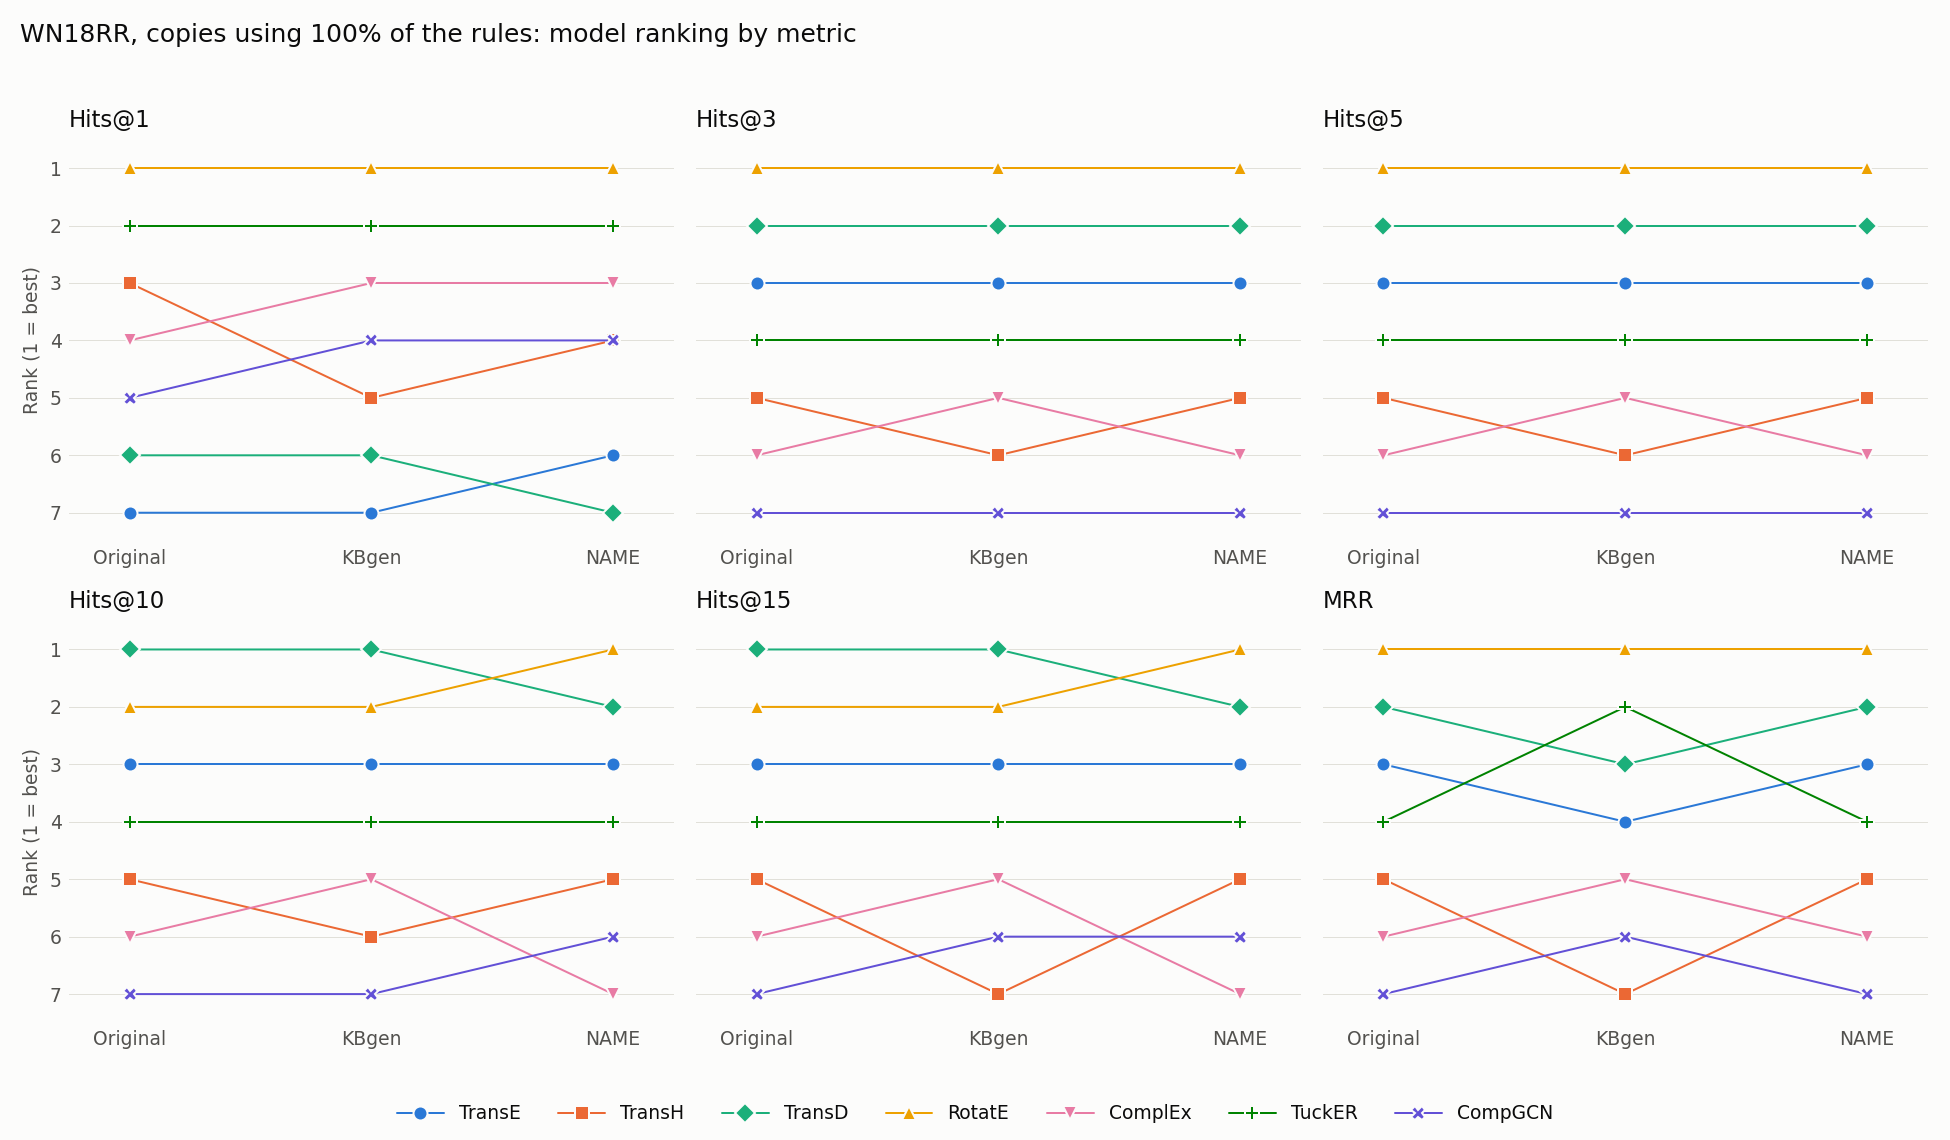 WN18RR, copies using 100% of the rules: model ranking by metric
Hits@1
Hits@3
Hits@5
Rank (1 = best)
1
2
3
4
5
6
7
Original
KBgen
NAME
Original
KBgen
NAME
Original
KBgen
NAME
Hits@10
Hits@15
MRR
Rank (1 = best)
1
2
3
4
5
6
7
Original
KBgen
NAME
Original
KBgen
NAME
Original
KBgen
NAME
TransE
TransH
TransD
RotatE
ComplEx
TuckER
CompGCN